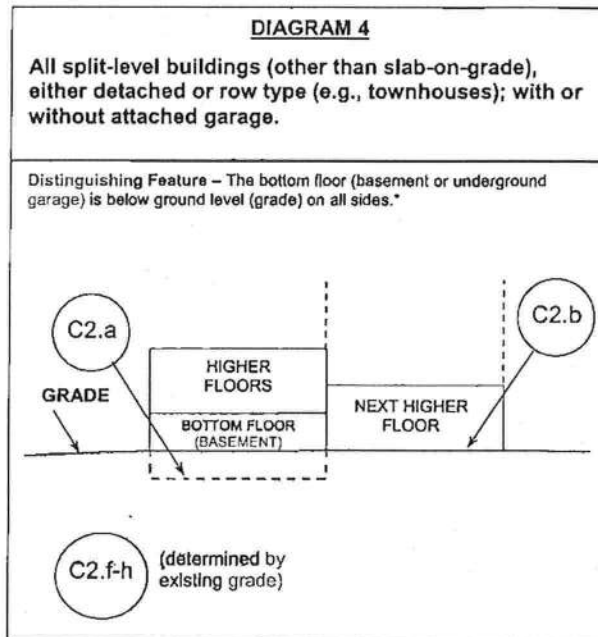 DIAGRAM 4
All split-level buildings (other than slab-on-grade),
either detached or row type (e.g., townhouses); with or
without attached garage.
Distinguishing Feature – The bottom floor (basement or underground
garage) is below ground level (grade) on all sides.*
C2.a
C2.b
HIGHER
FLOORS
GRADE
NEXT HIGHER
FLOOR
BOTTOM FLOOR
(BASEMENT)
C2.f-h
(determined by
existing grade)